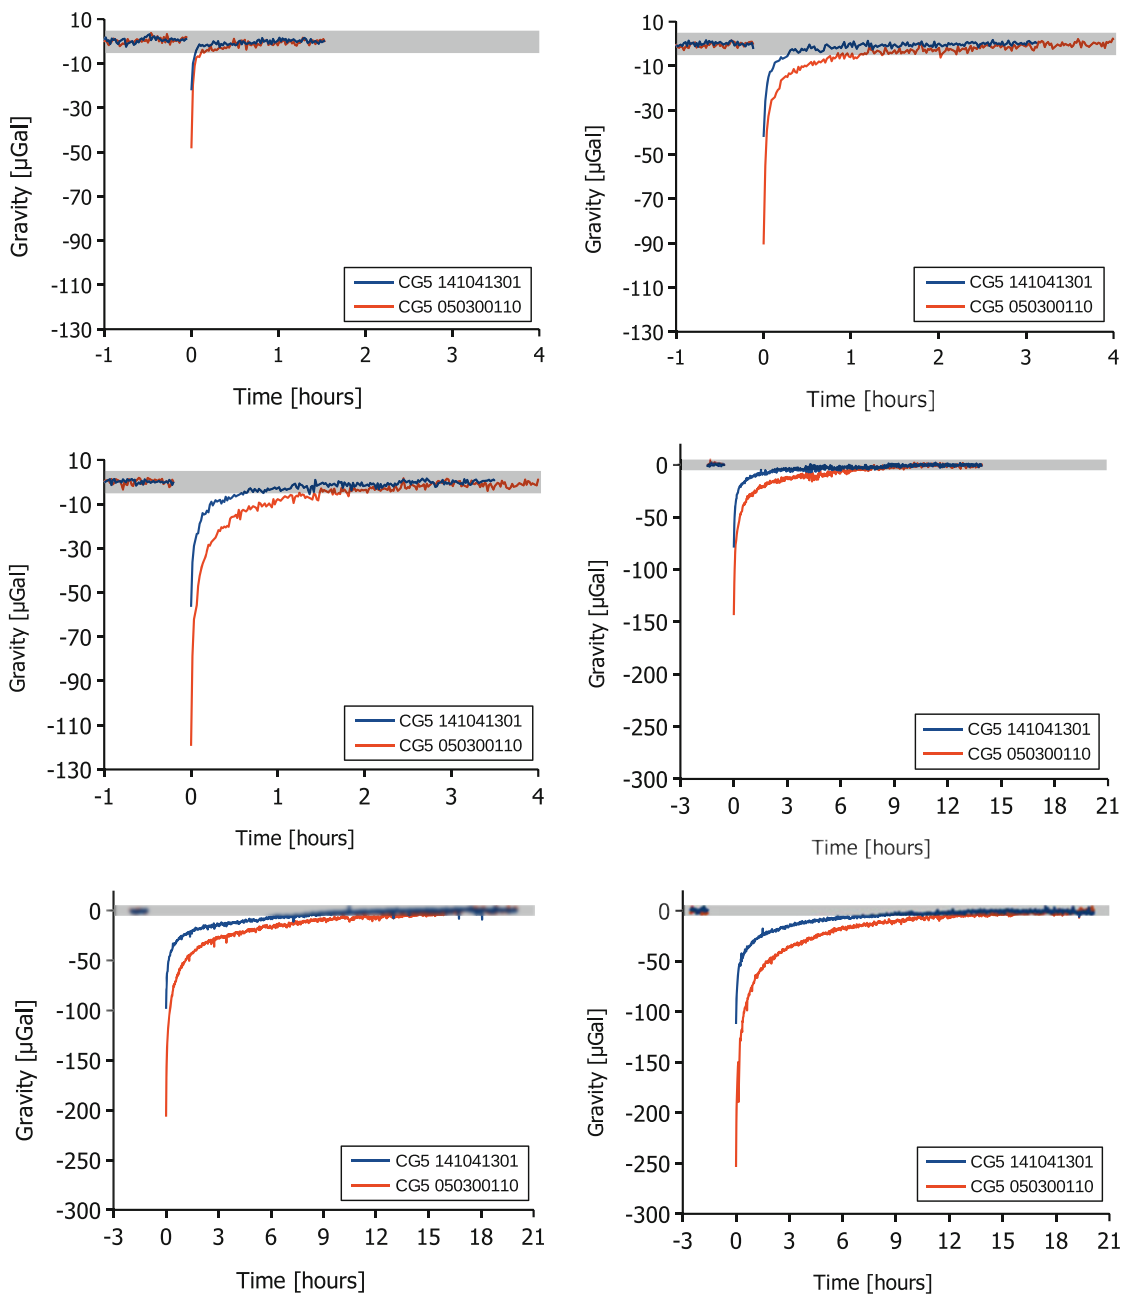 10
-10
-30
-50
-70
-90
-110
-130
Gravity [µGal]
CG5 141041301
CG5 050300110
-1 0 1 2 3 4
Time [hours]
10
-10
-30
-50
-70
-90
-110
-130
Gravity [µGal]
CG5 141041301
CG5 050300110
-1 0 1 2 3 4
Time [hours]
10
-10
-30
-50
-70
-90
-110
-130
Gravity [µGal]
CG5 141041301
CG5 050300110
-1 0 1 2 3 4
Time [hours]
0
-50
-100
-150
-200
-250
-300
Gravity [µGal]
CG5 141041301
CG5 050300110
-3 0 3 6 9 12 15 18 21
Time [hours]
0
-50
-100
-150
-200
-250
-300
Gravity [µGal]
CG5 141041301
CG5 050300110
-3 0 3 6 9 12 15 18 21
Time [hours]
0
-50
-100
-150
-200
-250
-300
Gravity [µGal]
CG5 141041301
CG5 050300110
-3 0 3 6 9 12 15 18 21
Time [hours]